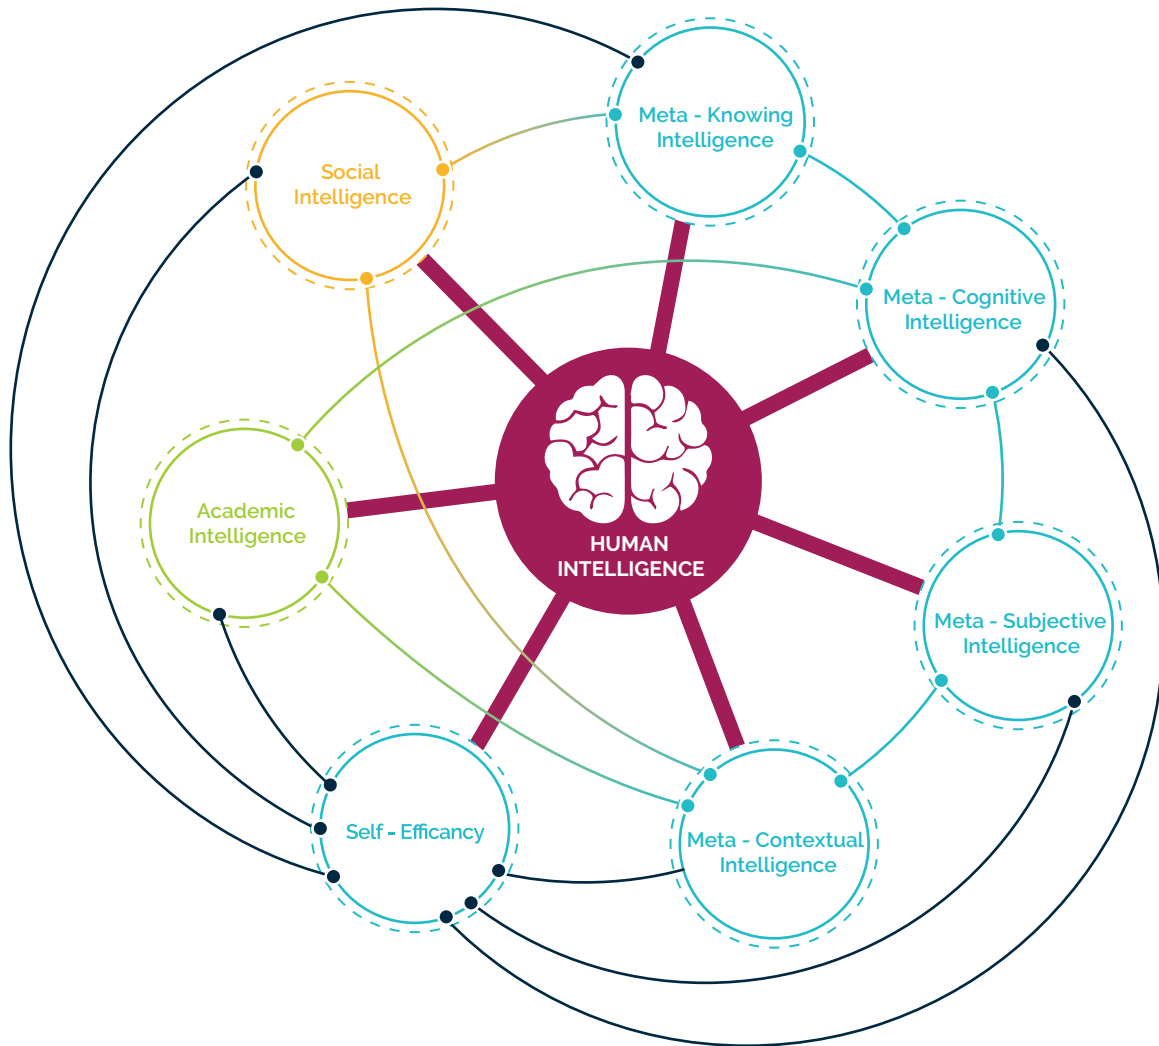 Meta - Knowing
Intelligence
Social
Intelligence
Meta - Cognitive
Intelligence
Academic
Intelligence
HUMAN
INTELLIGENCE
Meta - Subjective
Intelligence
Self - Efficancy
Meta - Contextual
Intelligence